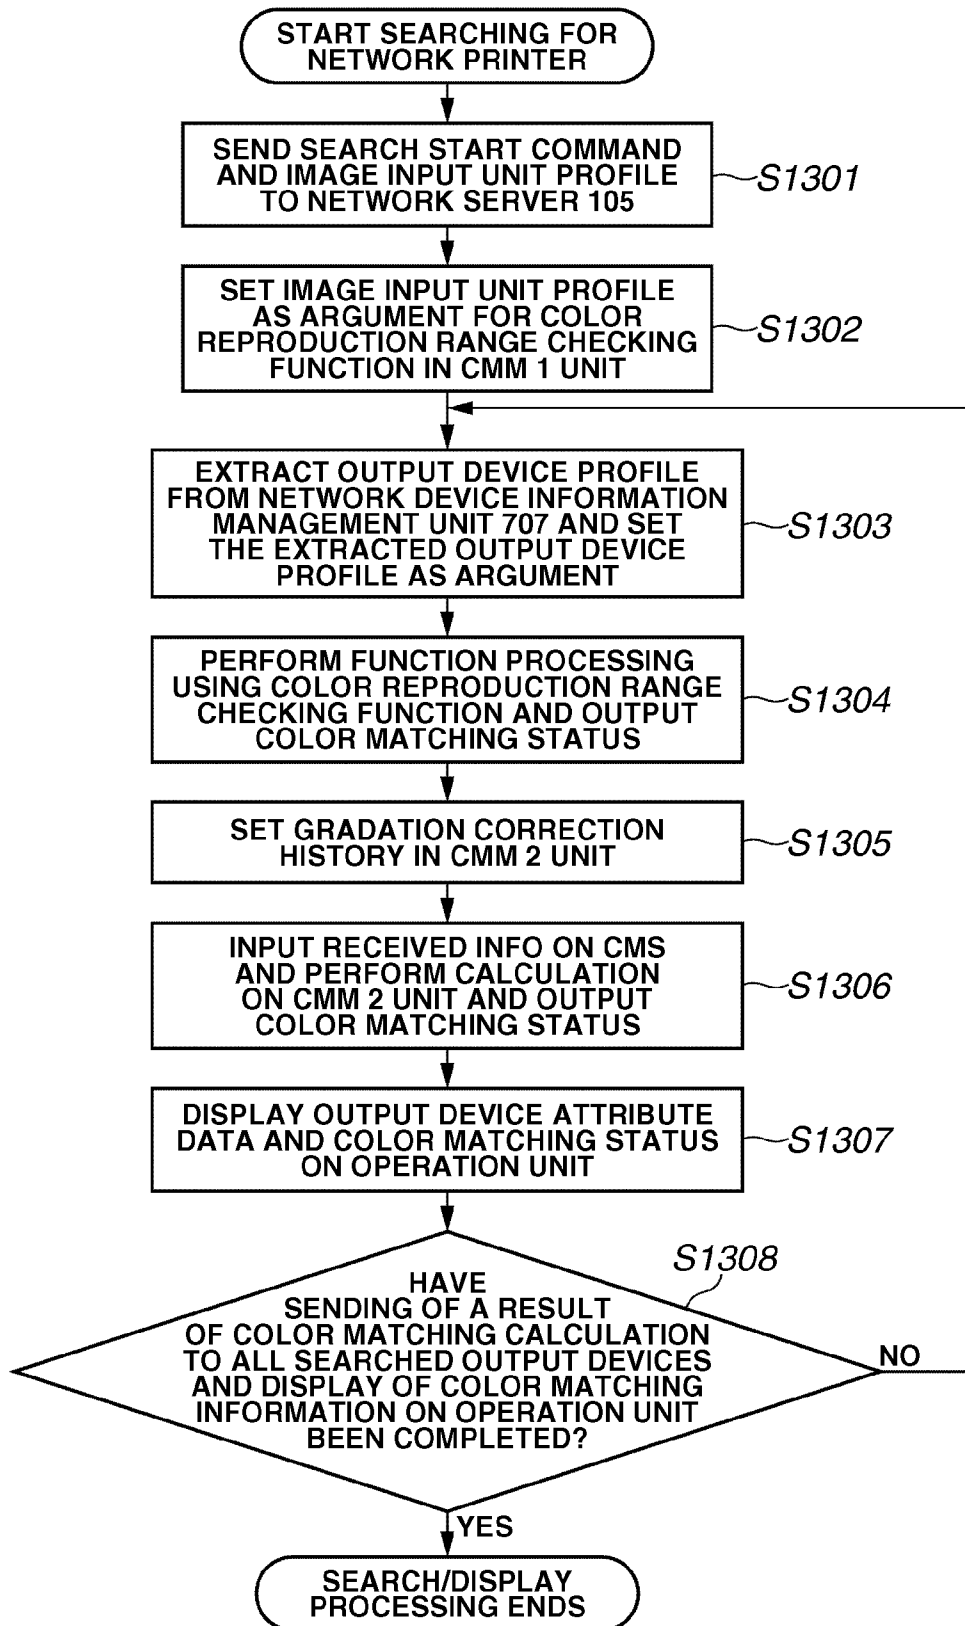 START SEARCHING FOR
NETWORK PRINTER
SEND SEARCH START COMMAND
AND IMAGE INPUT UNIT PROFILE
TO NETWORK SERVER 105
S1301
SET IMAGE INPUT UNIT PROFILE
AS ARGUMENT FOR COLOR
REPRODUCTION RANGE CHECKING
FUNCTION IN CMM 1 UNIT
S1302
EXTRACT OUTPUT DEVICE PROFILE
FROM NETWORK DEVICE INFORMATION
MANAGEMENT UNIT 707 AND SET
THE EXTRACTED OUTPUT DEVICE
PROFILE AS ARGUMENT
S1303
PERFORM FUNCTION PROCESSING
USING COLOR REPRODUCTION RANGE
CHECKING FUNCTION AND OUTPUT
COLOR MATCHING STATUS
S1304
SET GRADATION CORRECTION
HISTORY IN CMM 2 UNIT
S1305
INPUT RECEIVED INFO ON CMS
AND PERFORM CALCULATION
ON CMM 2 UNIT AND OUTPUT
COLOR MATCHING STATUS
S1306
DISPLAY OUTPUT DEVICE ATTRIBUTE
DATA AND COLOR MATCHING STATUS
ON OPERATION UNIT
S1307
S1308
HAVE
SENDING OF A RESULT
OF COLOR MATCHING CALCULATION
TO ALL SEARCHED OUTPUT DEVICES
AND DISPLAY OF COLOR MATCHING
INFORMATION ON OPERATION UNIT
BEEN COMPLETED?
NO
YES
SEARCH/DISPLAY
PROCESSING ENDS